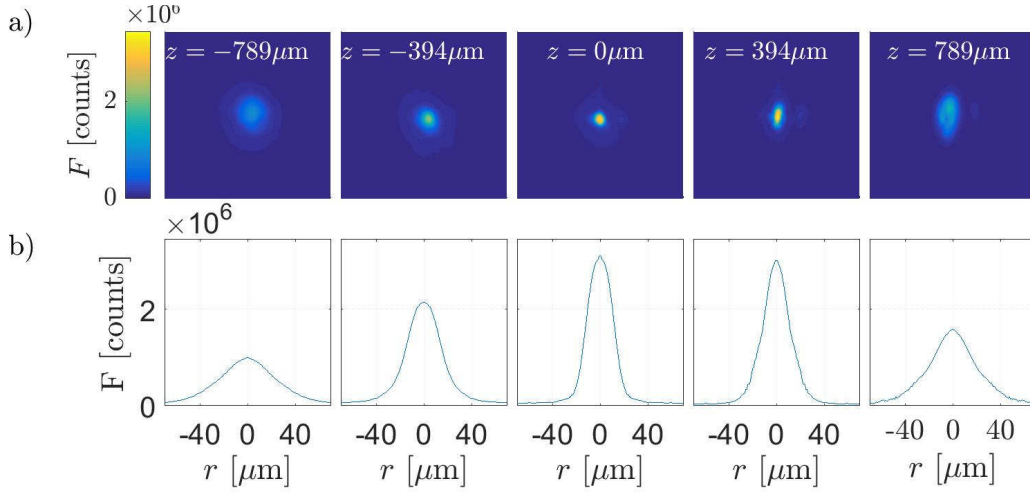 a)
×10⁶
F [counts]
2
0
z = −789µm
z = −394µm
z = 0µm
z = 394µm
z = 789µm
b)
×10⁶
F [counts]
2
0
-40 0 40
-40 0 40
-40 0 40
-40 0 40
-40 0 40
r [µm]
r [µm]
r [µm]
r [µm]
r [µm]